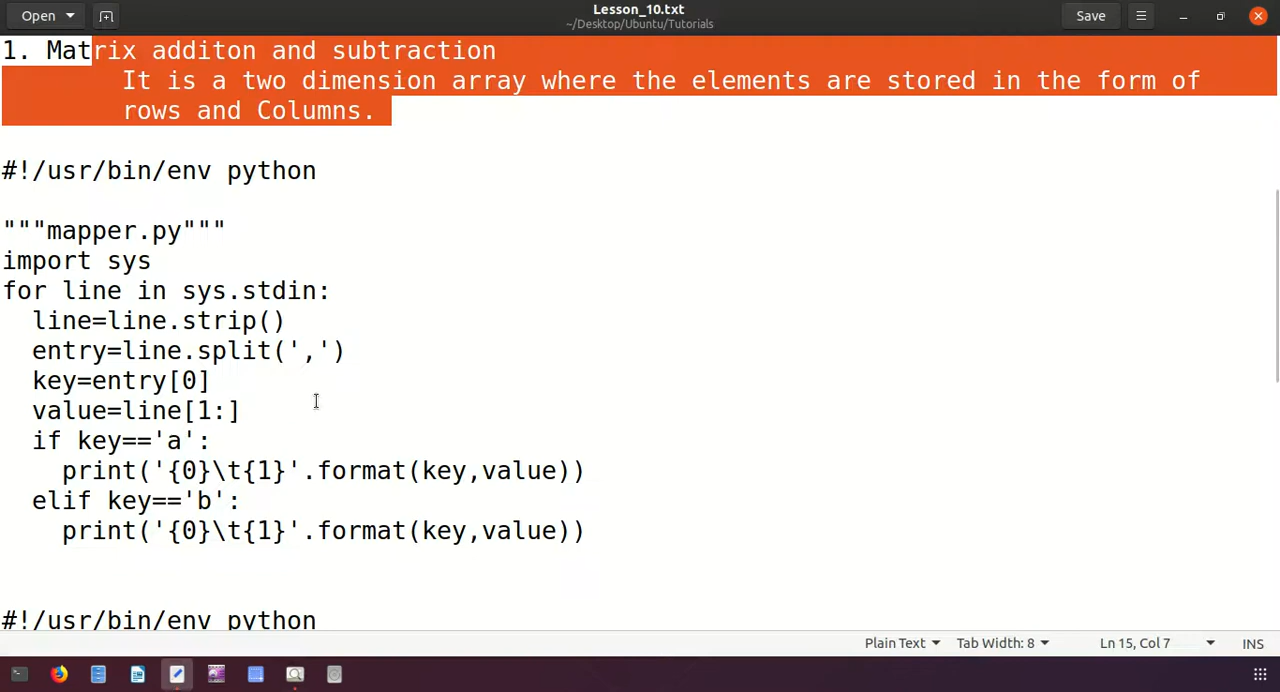 Open
Lesson_10.txt
~/Desktop/Ubuntu/Tutorials
Save
1. Matrix additon and subtraction
It is a two dimension array where the elements are stored in the form of
rows and Columns.
#!/usr/bin/env python
"""mapper.py"""
import sys
for line in sys.stdin:
  line=line.strip()
  entry=line.split(',')
  key=entry[0]
  value=line[1:]
  if key=='a':
    print('{0}\t{1}'.format(key,value))
  elif key=='b':
    print('{0}\t{1}'.format(key,value))
#!/usr/bin/env python
Plain Text
Tab Width: 8
Ln 15, Col 7
INS